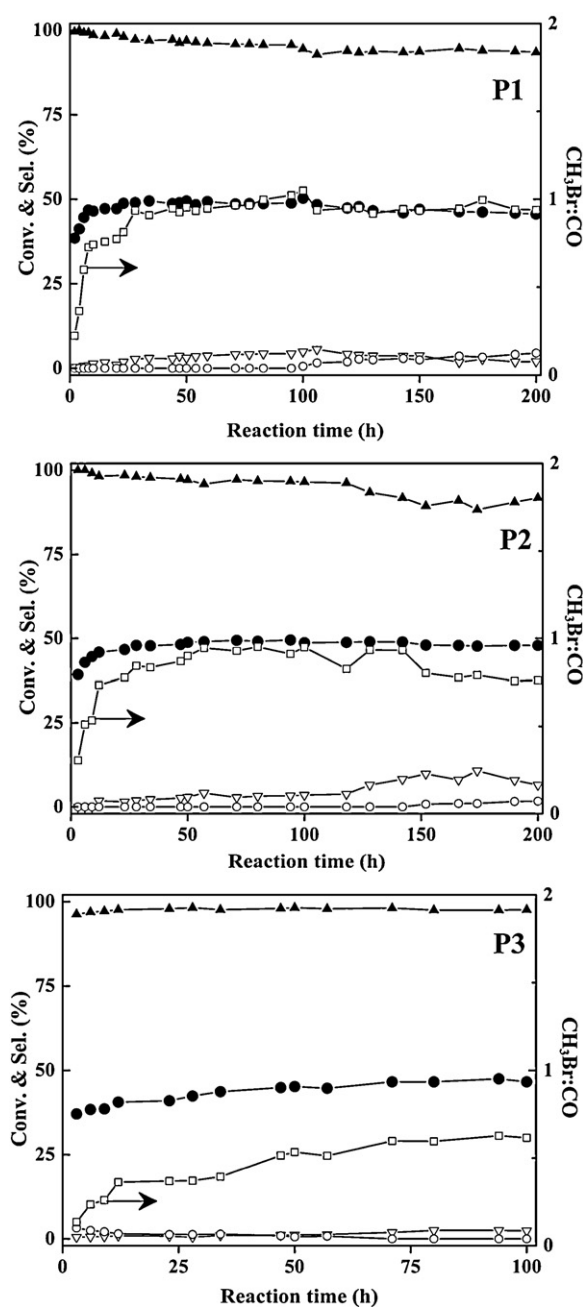 100
75
50
25
0
Conv. & Sel. (%)
P1
2
1
0
CH₃Br:CO
0 50 100 150 200
Reaction time (h)
100
75
50
25
0
Conv. & Sel. (%)
P2
2
1
0
CH₃Br:CO
0 50 100 150 200
Reaction time (h)
100
75
50
25
0
Conv. & Sel. (%)
P3
2
1
0
CH₃Br:CO
0 25 50 75 100
Reaction time (h)